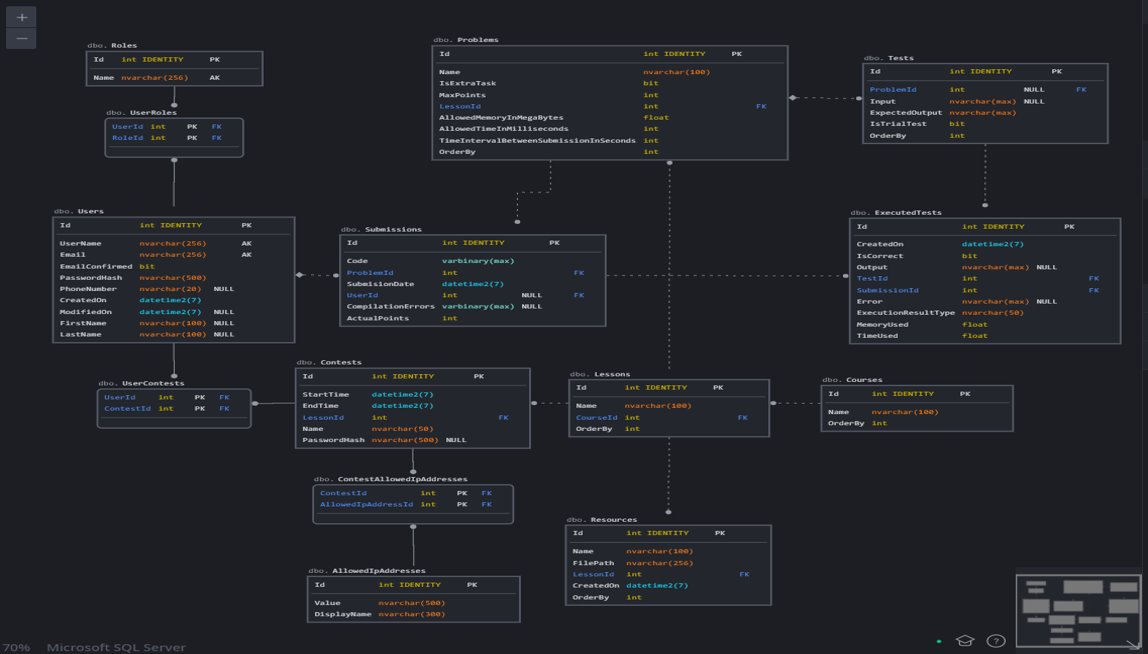 +
−
dbo. Roles
Id int IDENTITY PK
Name nvarchar(256) AK
dbo. UserRoles
UserId int PK FK
RoleId int PK FK
dbo. Users
Id int IDENTITY PK
UserName nvarchar(256) AK
Email nvarchar(256) AK
EmailConfirmed bit
PasswordHash nvarchar(500)
PhoneNumber nvarchar(20) NULL
CreatedOn datetime2(7)
ModifiedOn datetime2(7) NULL
FirstName nvarchar(100) NULL
LastName nvarchar(100) NULL
dbo. UserContests
UserId int PK FK
ContestId int PK FK
dbo. Problems
Id int IDENTITY PK
Name nvarchar(100)
IsExtraTask bit
MaxPoints int
LessonId int FK
AllowedMemoryInMegaBytes float
AllowedTimeInMilliseconds int
TimeIntervalBetweenSubmissionInSeconds int
OrderBy int
dbo. Submissions
Id int IDENTITY PK
Code varbinary(max)
ProblemId int FK
SubmisionDate datetime2(7)
UserId int NULL FK
CompilationErrors varbinary(max) NULL
ActualPoints int
dbo. Contests
Id int IDENTITY PK
StartTime datetime2(7)
EndTime datetime2(7)
LessonId int FK
Name nvarchar(50)
PasswordHash nvarchar(500) NULL
dbo. ContestAllowedIpAddresses
ContestId int PK FK
AllowedIpAddressId int PK FK
dbo. AllowedIpAddresses
Id int IDENTITY PK
Value nvarchar(500)
DisplayName nvarchar(300)
dbo. Tests
Id int IDENTITY PK
ProblemId int NULL FK
Input nvarchar(max) NULL
ExpectedOutput nvarchar(max)
IsTrialTest bit
OrderBy int
dbo. ExecutedTests
Id int IDENTITY PK
CreatedOn datetime2(7)
IsCorrect bit
Output nvarchar(max) NULL
TestId int FK
SubmissionId int FK
Error nvarchar(max) NULL
ExecutionResultType nvarchar(50)
MemoryUsed float
TimeUsed float
dbo. Lessons
Id int IDENTITY PK
Name nvarchar(100)
CourseId int FK
OrderBy int
dbo. Courses
Id int IDENTITY PK
Name nvarchar(100)
OrderBy int
dbo. Resources
Id int IDENTITY PK
Name nvarchar(100)
FilePath nvarchar(256)
LessonId int FK
CreatedOn datetime2(7)
OrderBy int
70% Microsoft SQL Server
?